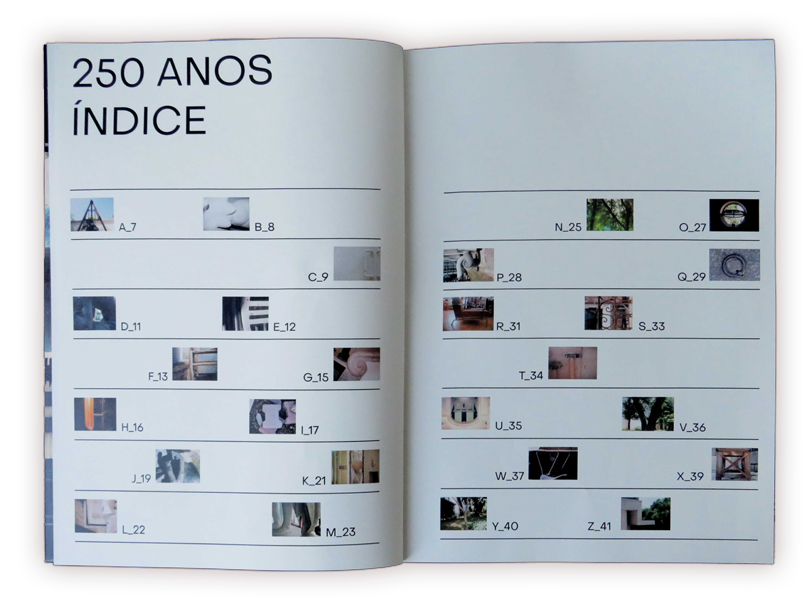 250 ANOS
ÍNDICE
A_7
B_8
C_9
D_11
E_12
F_13
G_15
H_16
I_17
J_19
K_21
L_22
M_23
N_25
O_27
P_28
Q_29
R_31
S_33
T_34
U_35
V_36
W_37
X_39
Y_40
Z_41